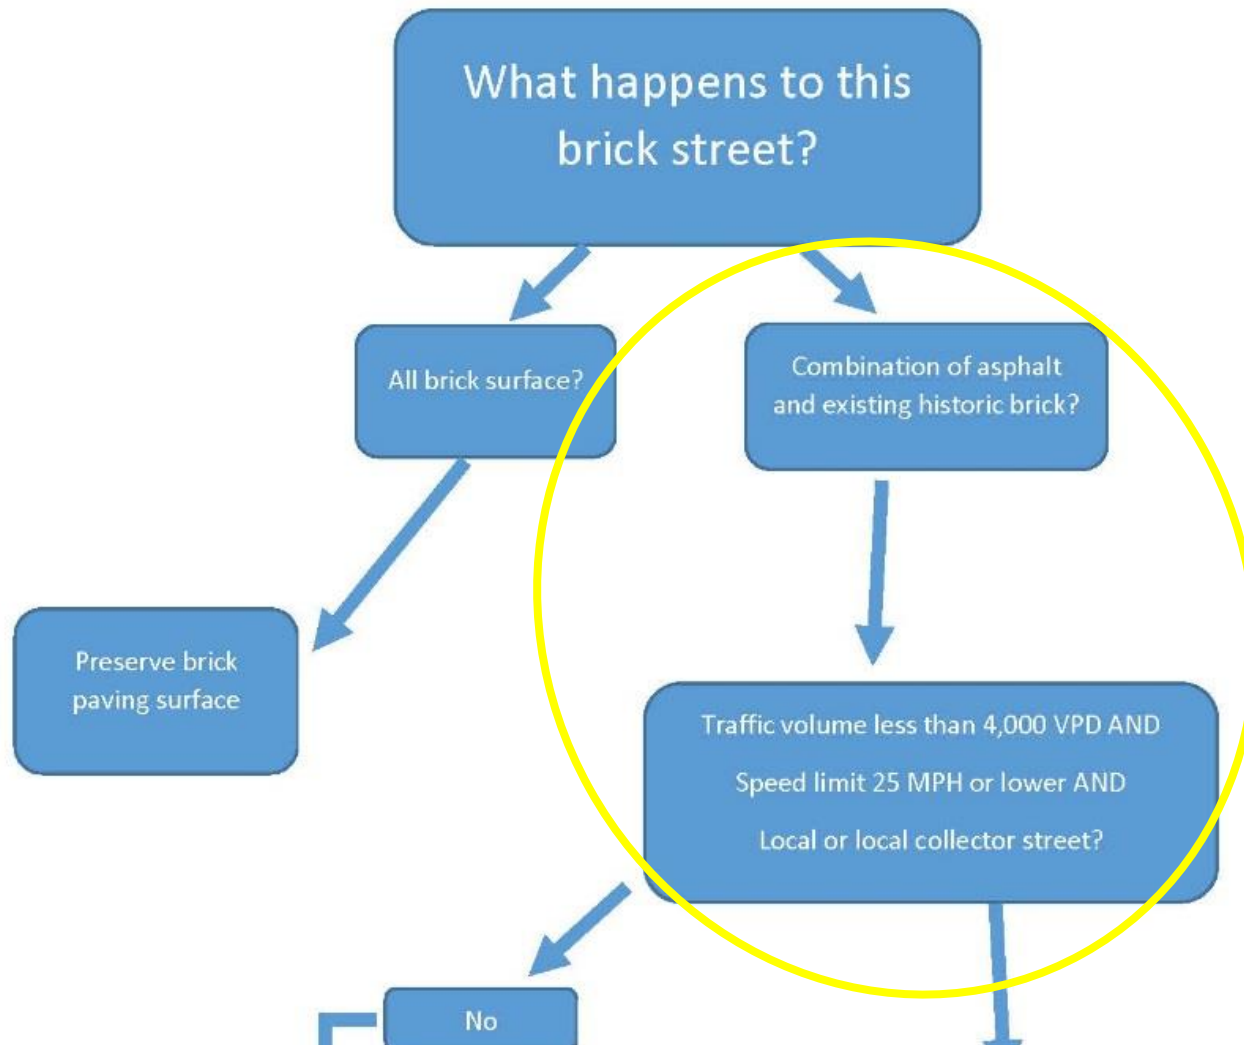 What happens to this
brick street?
All brick surface?
Combination of asphalt
and existing historic brick?
Preserve brick
paving surface
Traffic volume less than 4,000 VPD AND
Speed limit 25 MPH or lower AND
Local or local collector street?
No